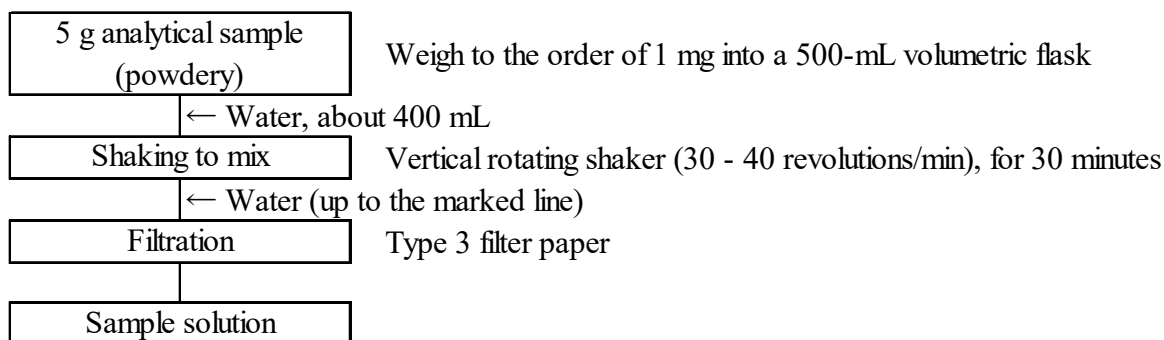 5 g analytical sample
(powdery)
Weigh to the order of 1 mg into a 500-mL volumetric flask
← Water, about 400 mL
Shaking to mix
Vertical rotating shaker (30 - 40 revolutions/min), for 30 minutes
← Water (up to the marked line)
Filtration
Type 3 filter paper
Sample solution